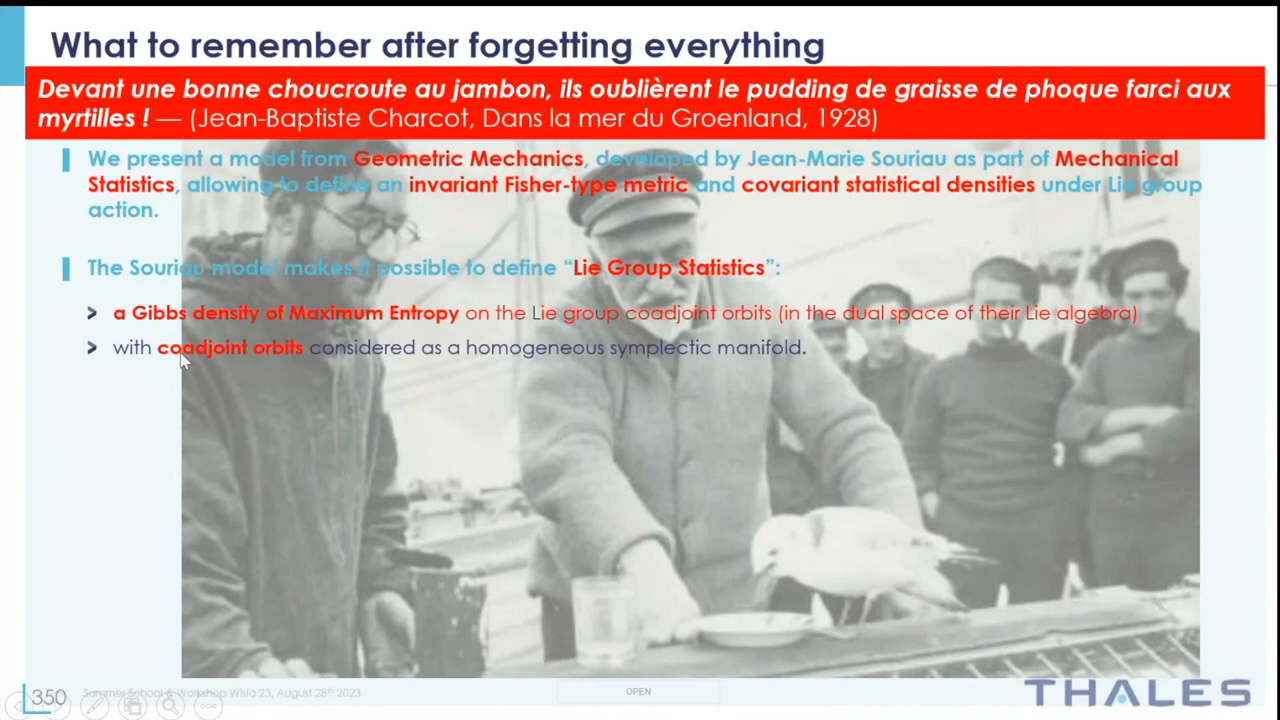 What to remember after forgetting everything
Devant une bonne choucroute au jambon, ils oublièrent le pudding de graisse de phoque farci aux
myrtilles ! — (Jean-Baptiste Charcot, Dans la mer du Groenland, 1928)
We present a model from Geometric Mechanics, developed by Jean-Marie Souriau as part of Mechanical
Statistics, allowing to define an invariant Fisher-type metric and covariant statistical densities under Lie group
action.
The Souriau model makes it possible to define “Lie Group Statistics”:
a Gibbs density of Maximum Entropy on the Lie group coadjoint orbits (in the dual space of their Lie algebra)
with coadjoint orbits considered as a homogeneous symplectic manifold.
350
Summer School & Workshop Wisla 23, August 28th 2023
OPEN
THALES